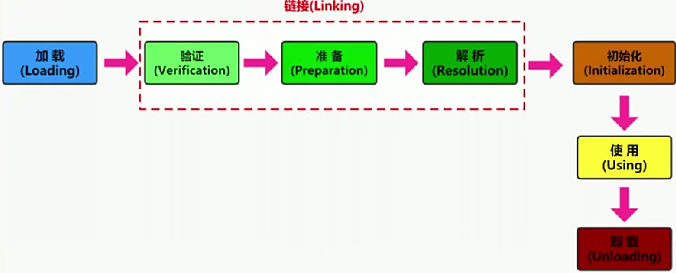 链接(Linking)
加载
(Loading)
验证
(Verification)
准备
(Preparation)
解析
(Resolution)
初始化
(Initialization)
使用
(Using)
卸载
(Unloading)